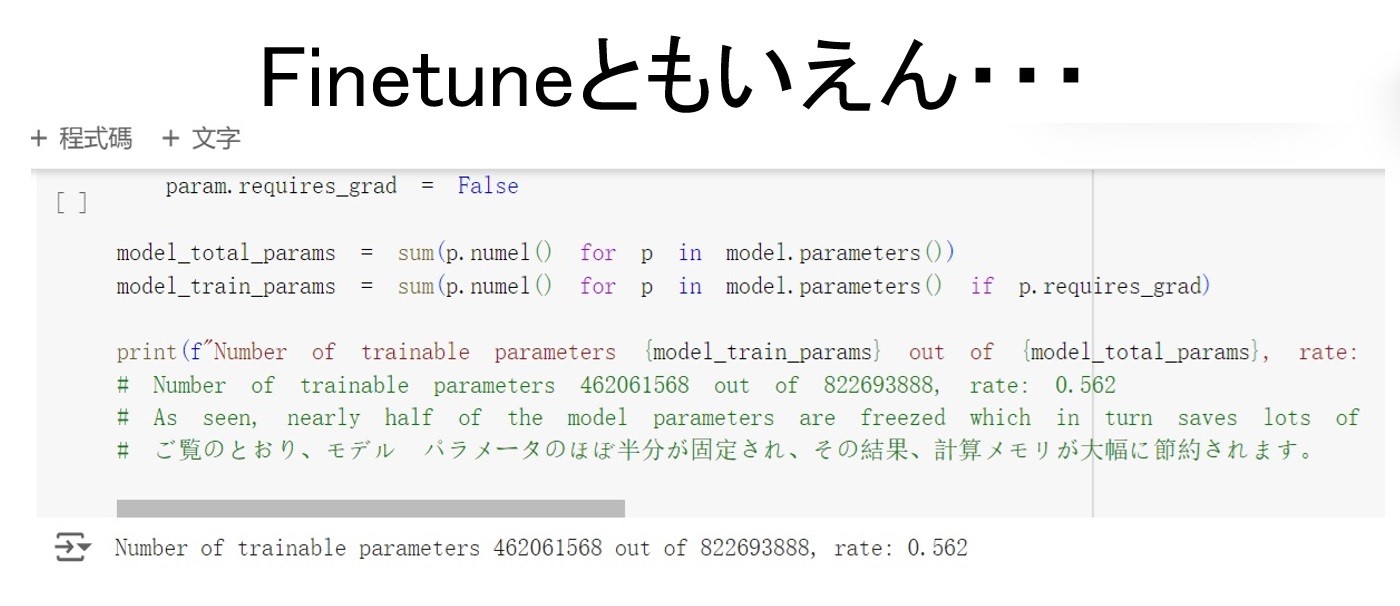 Finetuneともいえん・・・
+ 程式碼 + 文字
param.requires_grad = False
[ ]
model_total_params = sum(p.numel() for p in model.parameters())
model_train_params = sum(p.numel() for p in model.parameters() if p.requires_grad)
print(f"Number of trainable parameters {model_train_params} out of {model_total_params}, rate:
# Number of trainable parameters 462061568 out of 822693888, rate: 0.562
# As seen, nearly half of the model parameters are freezed which in turn saves lots of
# ご覧のとおり、モデル パラメータのほぼ半分が固定され、その結果、計算メモリが大幅に節約されます。
Number of trainable parameters 462061568 out of 822693888, rate: 0.562